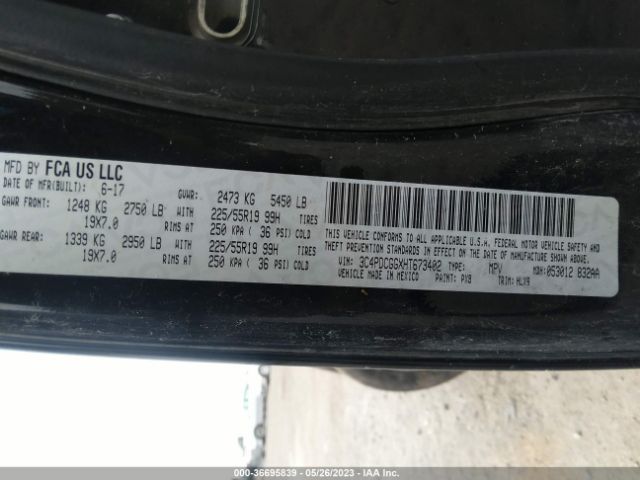 MFD BY FCA US LLC
DATE OF MFR(BUILT): 6-17 GVWR: 2473 KG 5450 LB
GAWR FRONT: 1248 KG 2750 LB WITH 225/55R19 99H TIRES
19X7.0 RIMS AT 250 KPA ( 36 PSI) COLD
GAWR REAR: 1339 KG 2950 LB WITH 225/55R19 99H TIRES
19X7.0 RIMS AT 250 KPA ( 36 PSI) COLD
THIS VEHICLE CONFORMS TO ALL APPLICABLE U.S.A. FEDERAL MOTOR VEHICLE SAFETY, BUMPER, AND
THEFT PREVENTION STANDARDS IN EFFECT ON THE DATE OF MANUFACTURE SHOWN ABOVE.
VIN: 3C4PDCGGXHT673402 TYPE: MPV MDH: 053012 832AA
VEHICLE MADE IN MEXICO PAINT: PX8 TRIM: HLX9
000-36695839 / 05/26/2023 / IAAI.COM